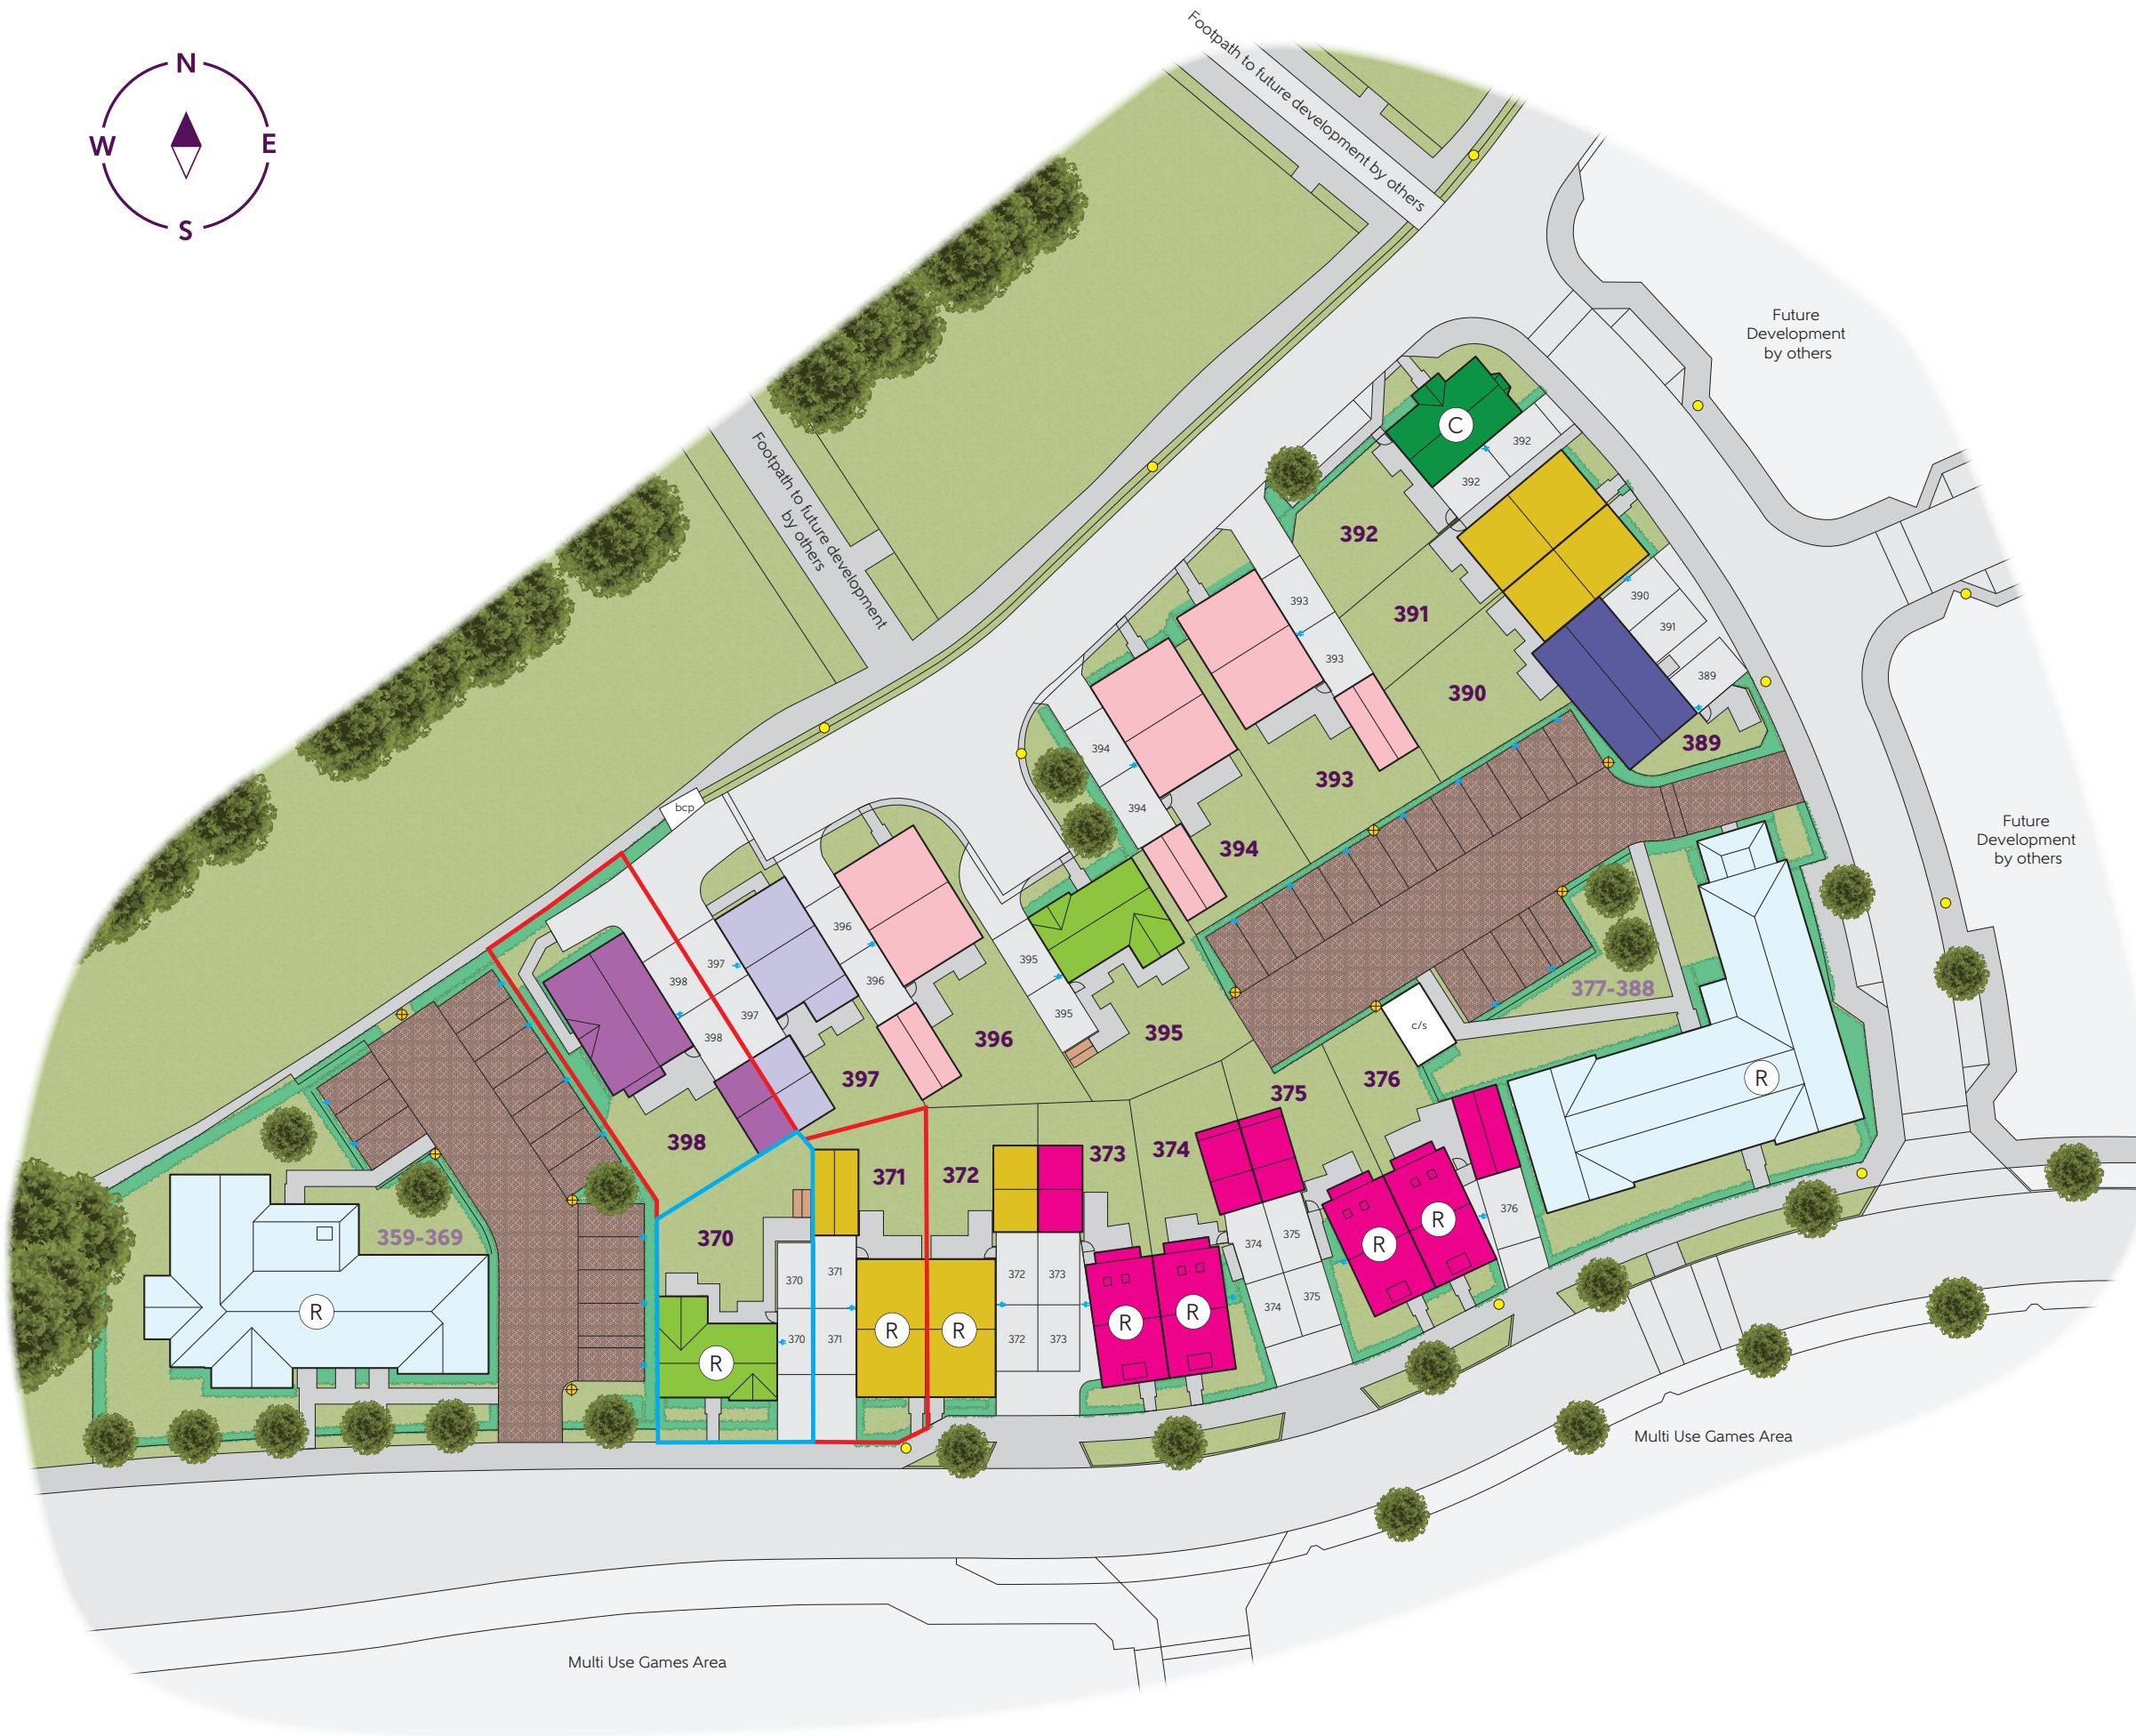 N
W
E
S
Footpath to future development by others
Future
Development
by others
Footpath to future development
by others
C
392
392
392
393
391
390
391
393
390
389
389
394
394
393
394
bcp
Future
Development
by others
396
397
398
396
397
398
395
395
396
395
397
398
377-388
c/s
R
376
375
371
372
373
374
376
375
374
375
374
359-369
370
370
371
372
373
370
371
372
373
R
R
R
R
R
R
R
R
Multi Use Games Area
Multi Use Games Area